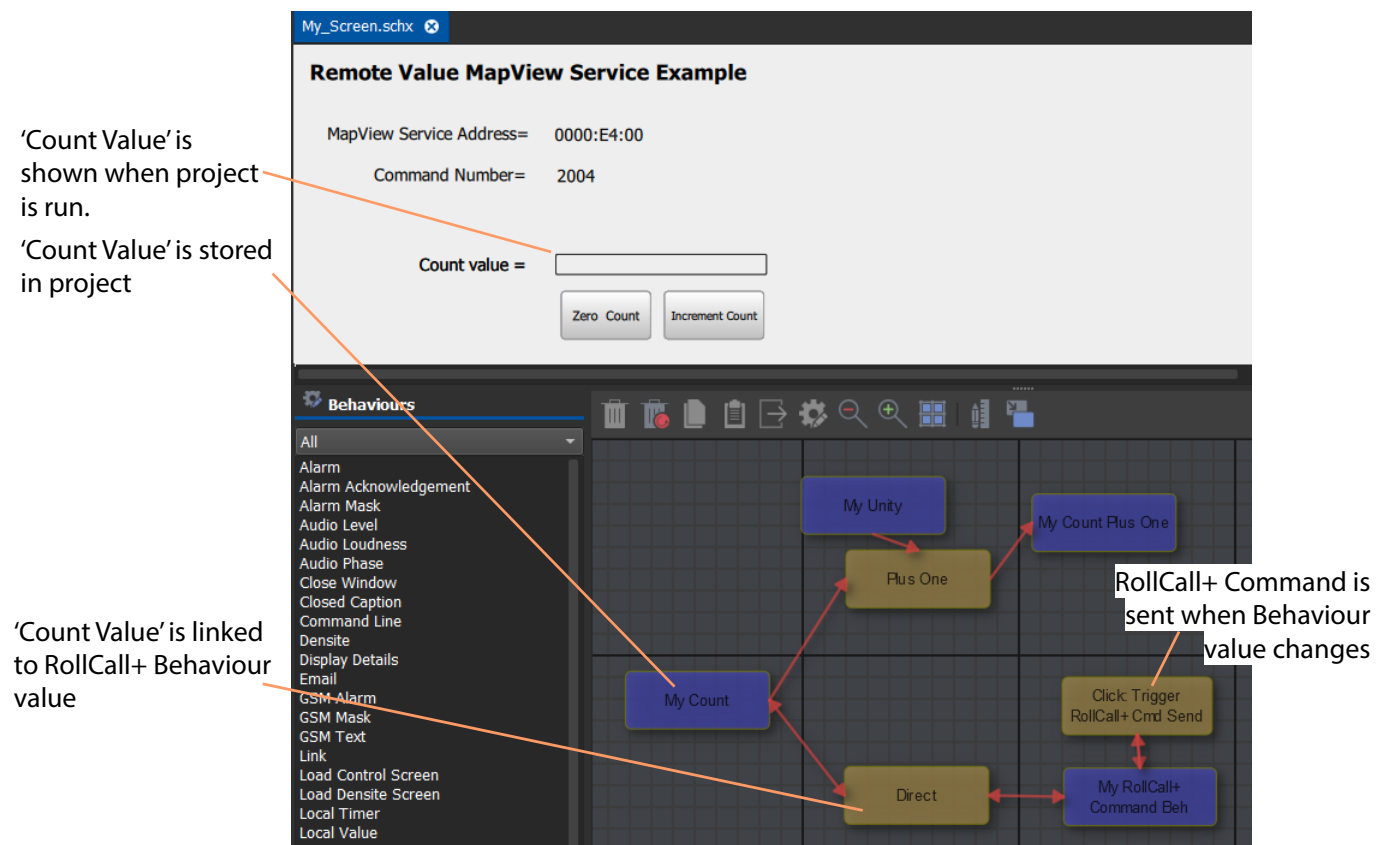 My_Screen.schx
Remote Value MapView Service Example
MapView Service Address= 0000:E4:00
Command Number= 2004
Count value =
Zero Count
Increment Count
‘Count Value’ is
shown when project
is run.
‘Count Value’ is stored
in project
‘Count Value’ is linked
to RollCall+ Behaviour
value
Behaviours
All
Alarm
Alarm Acknowledgement
Alarm Mask
Audio Level
Audio Loudness
Audio Phase
Close Window
Closed Caption
Command Line
Densite
Display Details
Email
GSM Alarm
GSM Mask
GSM Text
Link
Load Control Screen
Load Densite Screen
Local Timer
Local Value
My Unity
My Count Plus One
Plus One
My Count
Click: Trigger
RollCall+ Cmd Send
Direct
My RollCall+
Command Beh
RollCall+ Command is
sent when Behaviour
value changes